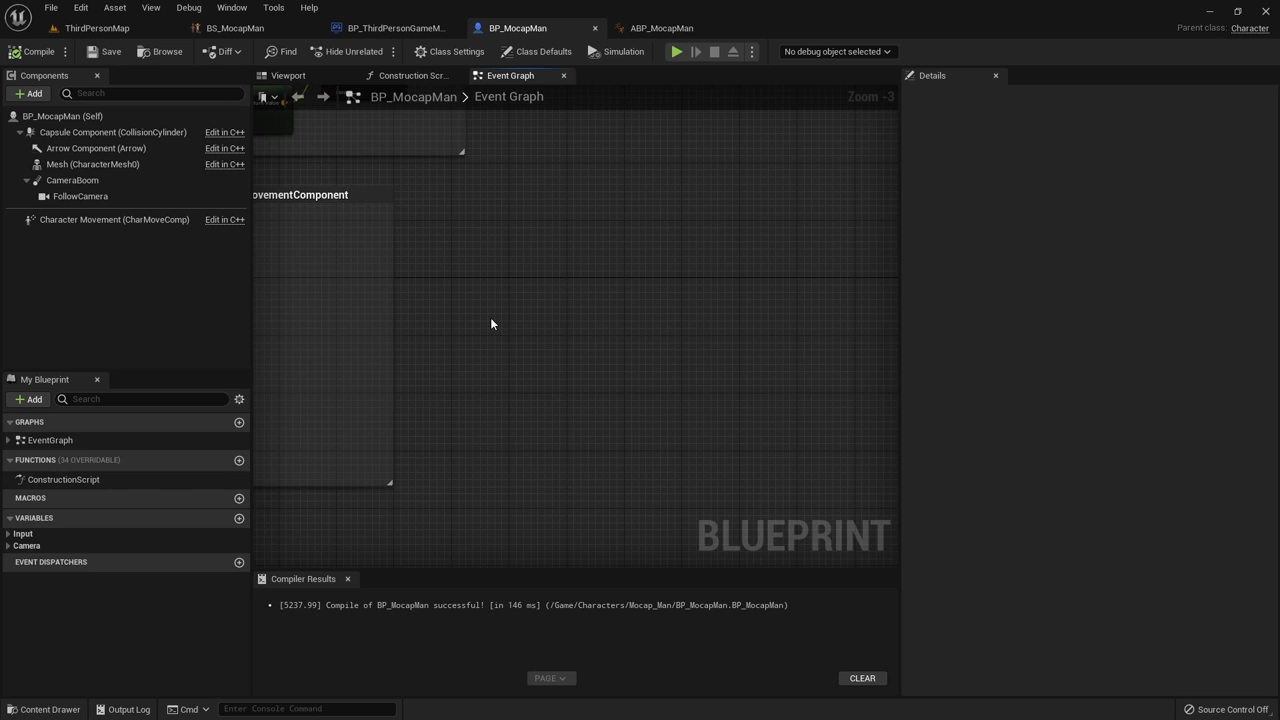 File Edit Asset View Debug Window Tools Help
ThirdPersonMap BS_MocapMan BP_ThirdPersonGameM... BP_MocapMan ABP_MocapMan Parent class: Character
Compile Save Browse Diff Find Hide Unrelated Class Settings Class Defaults Simulation No debug object selected
Components Viewport Construction Scr... Event Graph Details
Add Search BP_MocapMan > Event Graph Zoom -3
BP_MocapMan (Self)
Capsule Component (CollisionCylinder) Edit in C++
Arrow Component (Arrow) Edit in C++
Mesh (CharacterMesh0) Edit in C++
CameraBoom
FollowCamera
Character Movement (CharMoveComp) Edit in C++
ovementComponent
My Blueprint
Add Search
GRAPHS
EventGraph
FUNCTIONS (34 OVERRIDABLE)
ConstructionScript
MACROS
VARIABLES
Input
Camera
EVENT DISPATCHERS
BLUEPRINT
Compiler Results
[5237.99] Compile of BP_MocapMan successful! [in 146 ms] (/Game/Characters/Mocap_Man/BP_MocapMan.BP_MocapMan)
PAGE CLEAR
Content Drawer Output Log Cmd Enter Console Command Source Control Off